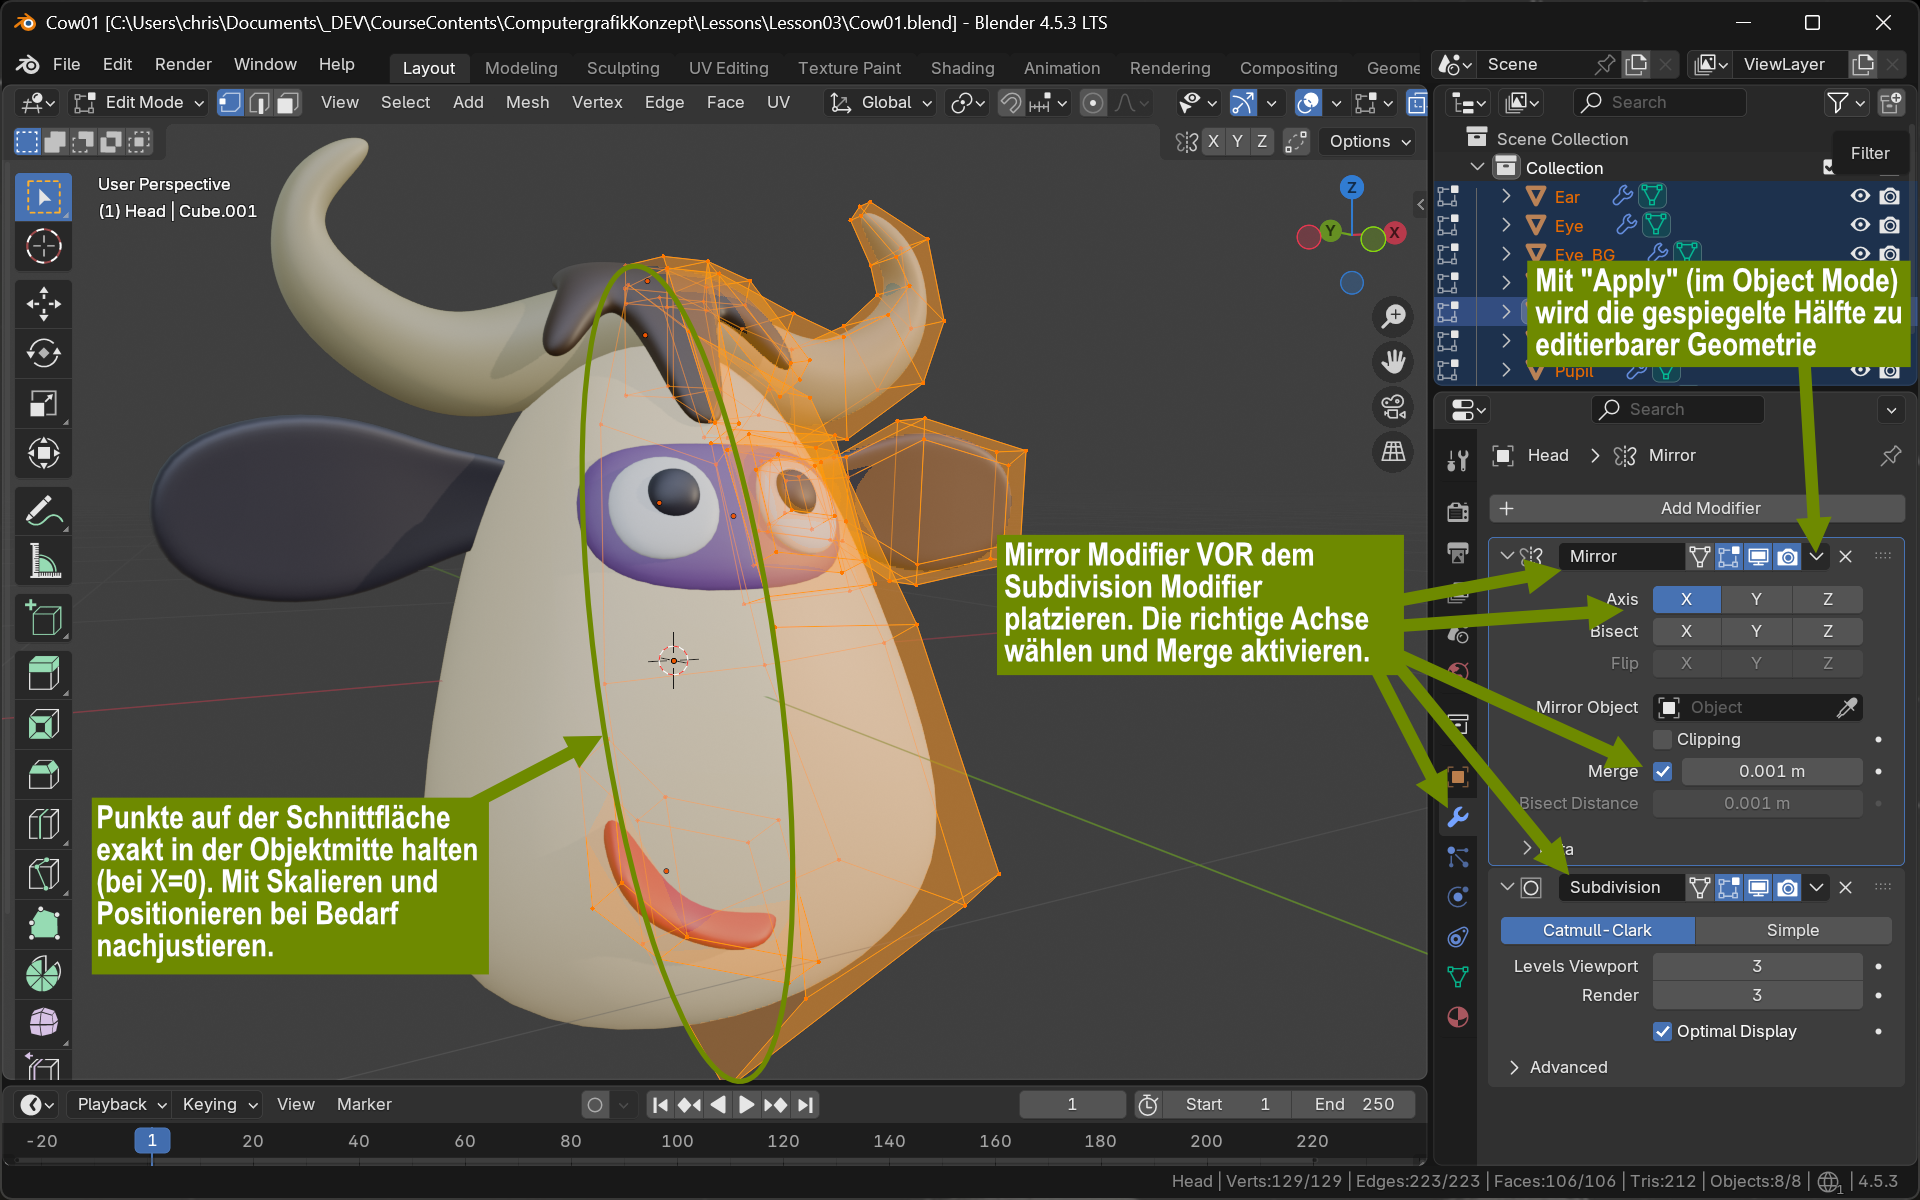 Cow01 [C:\Users\chris\Documents\_DEV\CourseContents\ComputergrafikKonzept\Lessons\Lesson03\Cow01.blend] - Blender 4.5.3 LTS
File Edit Render Window Help Layout Modeling Sculpting UV Editing Texture Paint Shading Animation Rendering Compositing Geome Scene ViewLayer
Edit Mode View Select Add Mesh Vertex Edge Face UV Global Search
X Y Z Options
User Perspective
(1) Head | Cube.001
Z
Y X
Scene Collection
Filter
Collection
Ear
Eye
Eye_BG
Mit "Apply" (im Object Mode)
wird die gespiegelte Hälfte zu
editierbarer Geometrie
Pupil
Search
Head Mirror
Add Modifier
Mirror
Axis X Y Z
Bisect X Y Z
Flip X Y Z
Mirror Object Object
Clipping
Merge 0.001 m
Bisect Distance 0.001 m
Subdivision
Catmull-Clark Simple
Levels Viewport 3
Render 3
Optimal Display
Advanced
Mirror Modifier VOR dem
Subdivision Modifier
platzieren. Die richtige Achse
wählen und Merge aktivieren.
Punkte auf der Schnittfläche
exakt in der Objektmitte halten
(bei X=0). Mit Skalieren und
Positionieren bei Bedarf
nachjustieren.
Playback Keying View Marker 1 Start 1 End 250
-20 1 20 40 60 80 100 120 140 160 180 200 220
Head | Verts:129/129 | Edges:223/223 | Faces:106/106 | Tris:212 | Objects:8/8 | 1 | 4.5.3